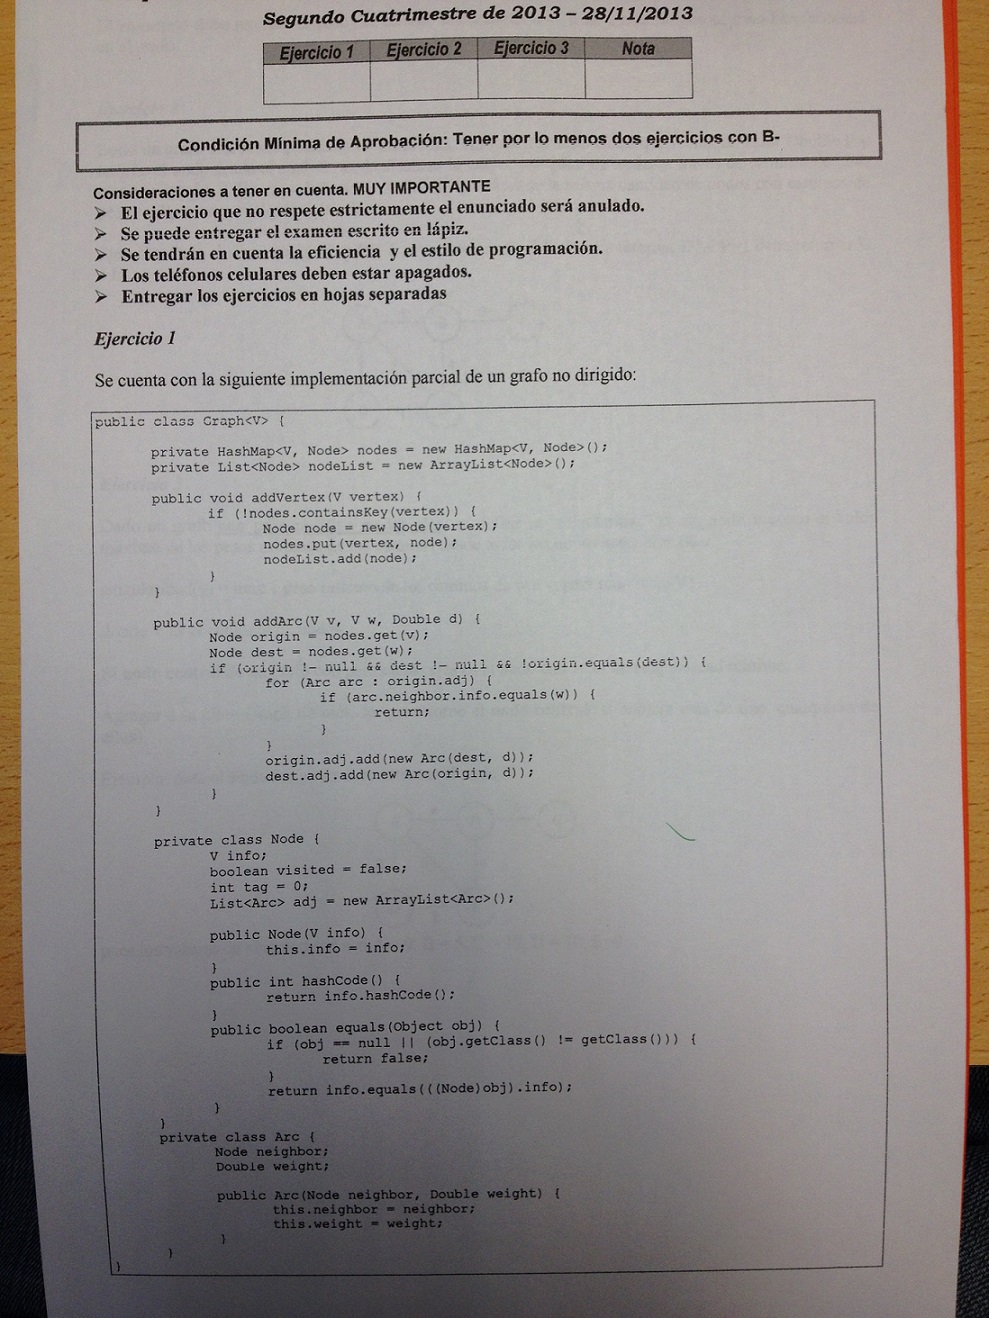 Segundo Cuatrimestre de 2013 – 28/11/2013
Ejercicio 1 Ejercicio 2 Ejercicio 3 Nota
Condición Mínima de Aprobación: Tener por lo menos dos ejercicios con B-
Consideraciones a tener en cuenta. MUY IMPORTANTE
➢ El ejercicio que no respete estrictamente el enunciado será anulado.
➢ Se puede entregar el examen escrito en lápiz.
➢ Se tendrán en cuenta la eficiencia y el estilo de programación.
➢ Los teléfonos celulares deben estar apagados.
➢ Entregar los ejercicios en hojas separadas
Ejercicio 1
Se cuenta con la siguiente implementación parcial de un grafo no dirigido:
public class Graph<V> {
private HashMap<V, Node> nodes = new HashMap<V, Node>();
private List<Node> nodeList = new ArrayList<Node>();
public void addVertex(V vertex) {
if (!nodes.containsKey(vertex)) {
Node node = new Node(vertex);
nodes.put(vertex, node);
nodeList.add(node);
}
}
public void addArc(V v, V w, Double d) {
Node origin = nodes.get(v);
Node dest = nodes.get(w);
if (origin != null && dest != null && !origin.equals(dest)) {
for (Arc arc : origin.adj) {
if (arc.neighbor.info.equals(w)) {
return;
}
}
origin.adj.add(new Arc(dest, d));
dest.adj.add(new Arc(origin, d));
}
}
private class Node {
V info;
boolean visited = false;
int tag = 0;
List<Arc> adj = new ArrayList<Arc>();
public Node(V info) {
this.info = info;
}
public int hashCode() {
return info.hashCode();
}
public boolean equals(Object obj) {
if (obj == null || (obj.getClass() != getClass())) {
return false;
}
return info.equals(((Node)obj).info);
}
}
private class Arc {
Node neighbor;
Double weight;
public Arc(Node neighbor, Double weight) {
this.neighbor = neighbor;
this.weight = weight;
}
}
}